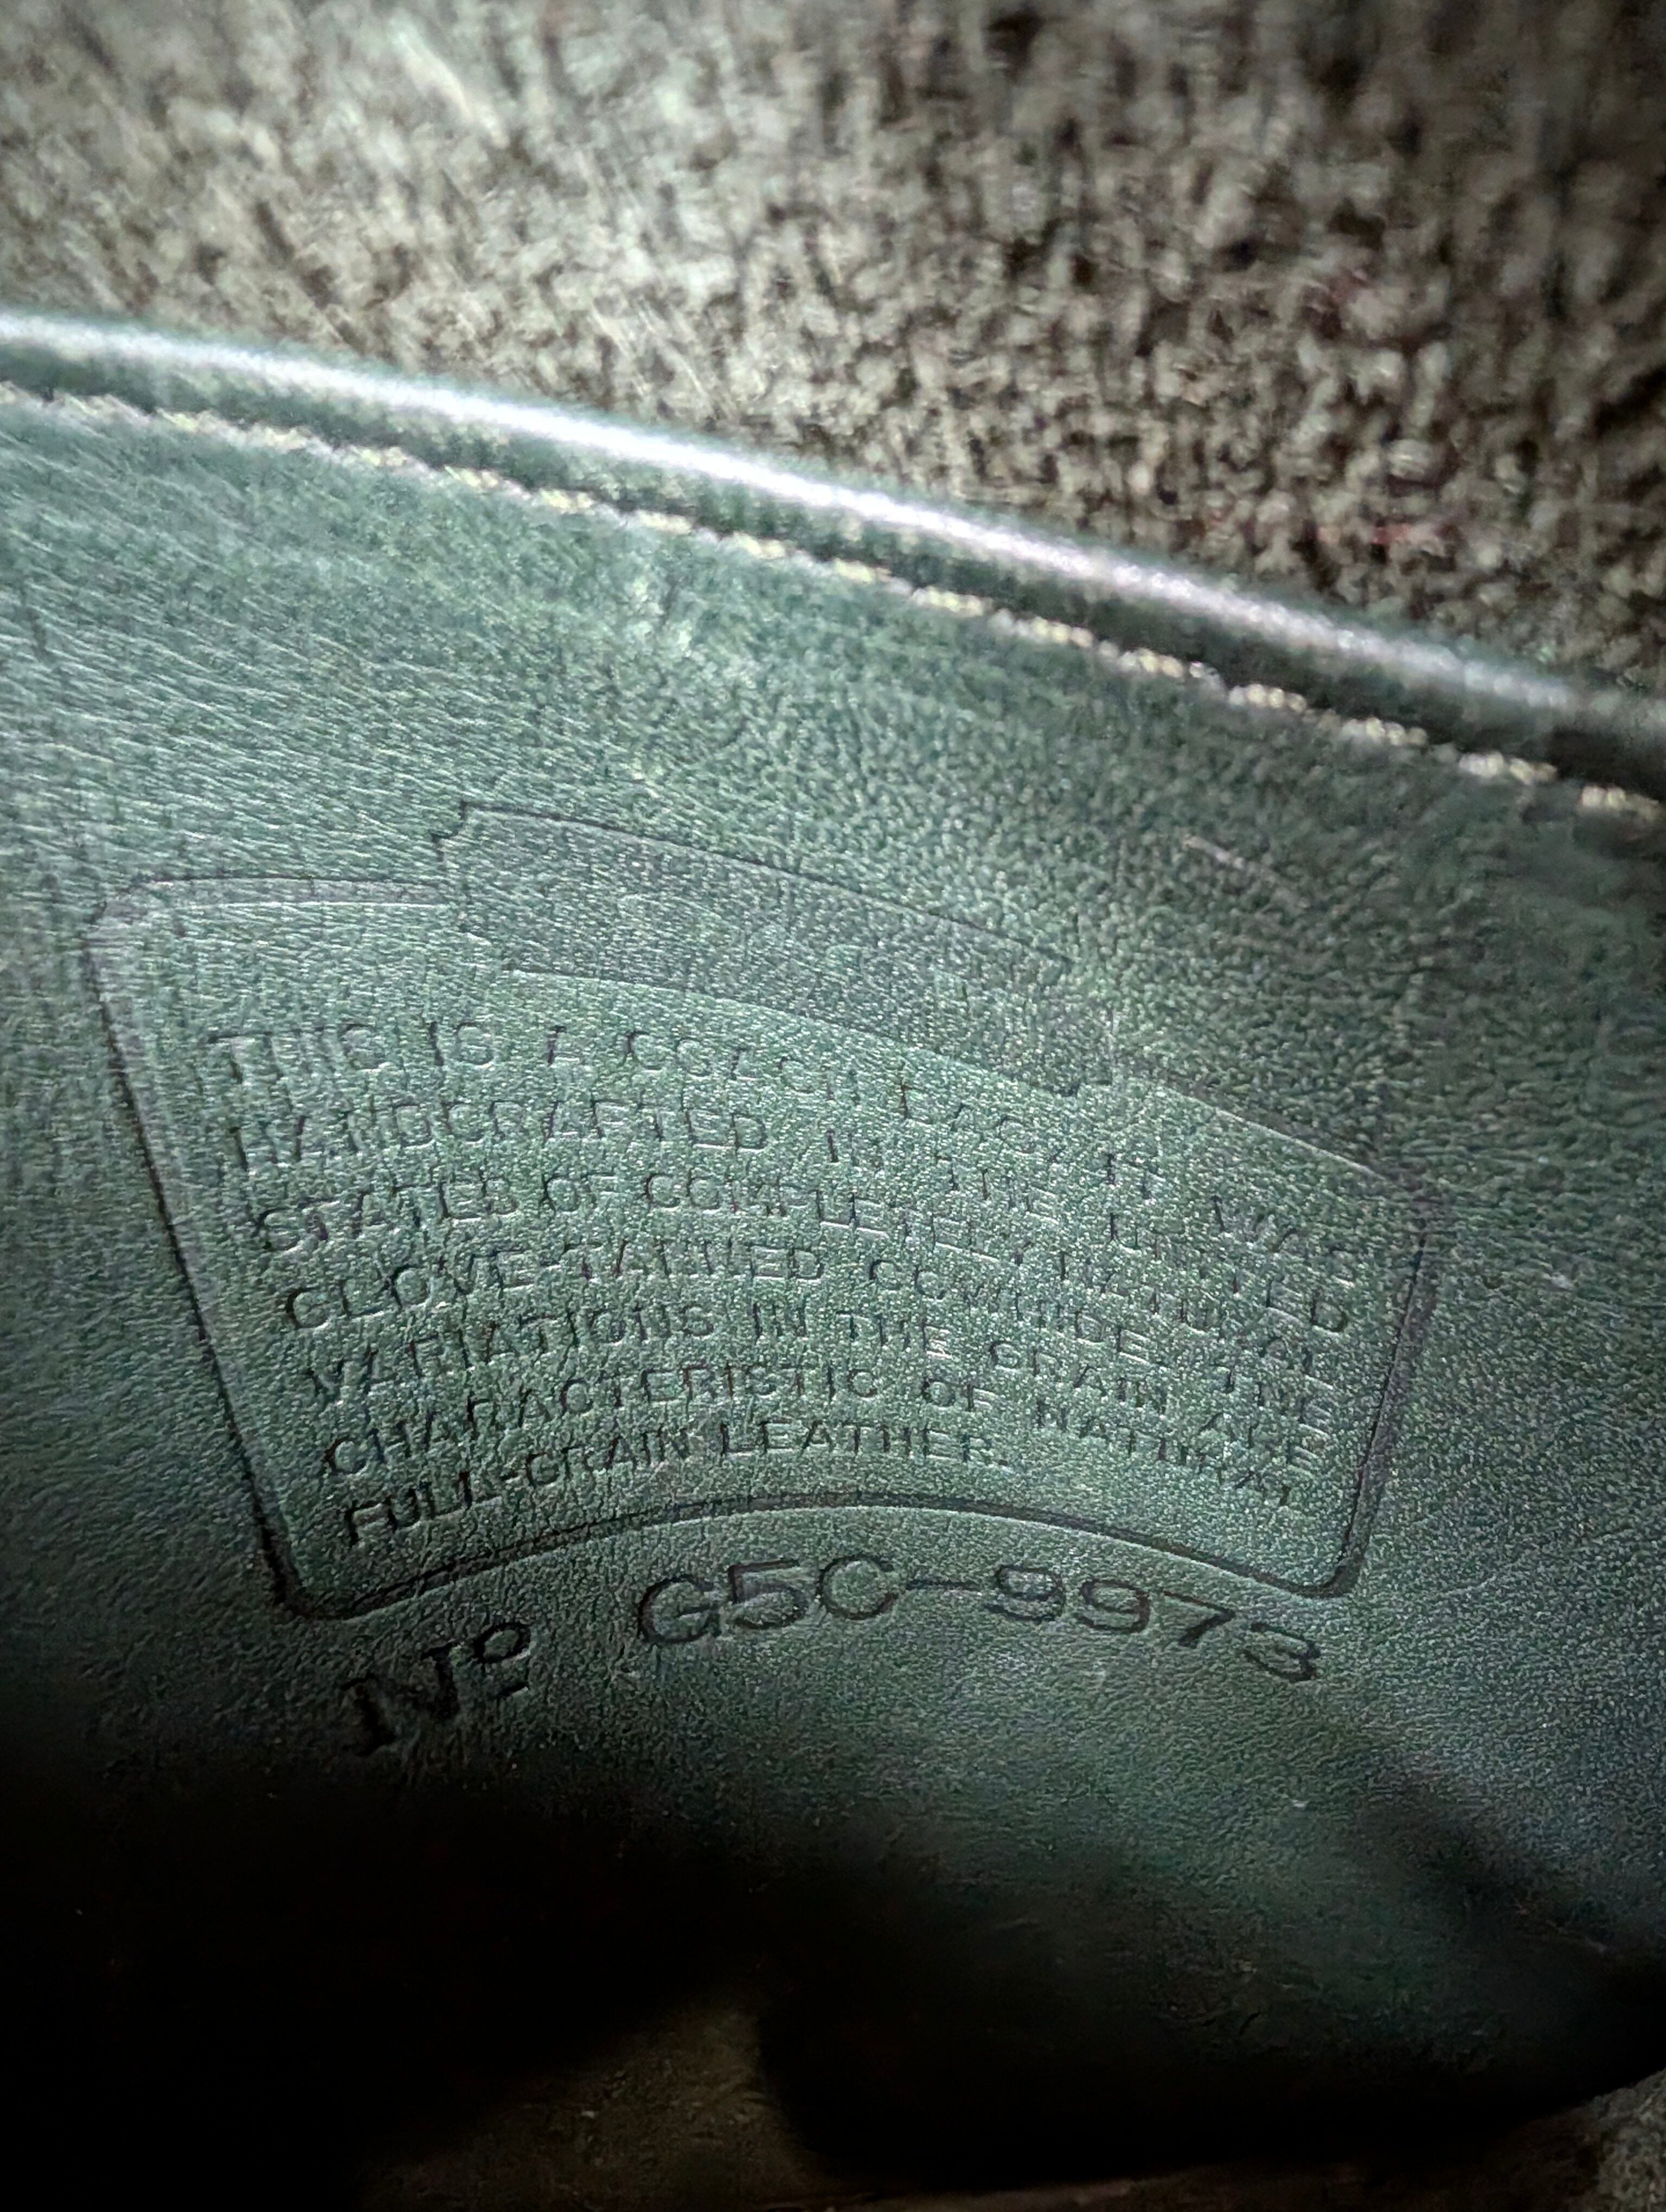 THIS IS A COACH BAG. IT WAS
HANDCRAFTED IN THE UNITED
STATES OF COMPLETELY NATURAL
GLOVE-TANNED COWHIDE. THE
VARIATIONS IN THE GRAIN ARE
CHARACTERISTIC OF NATURAL
FULL-GRAIN LEATHER.
Nº G5C-9973